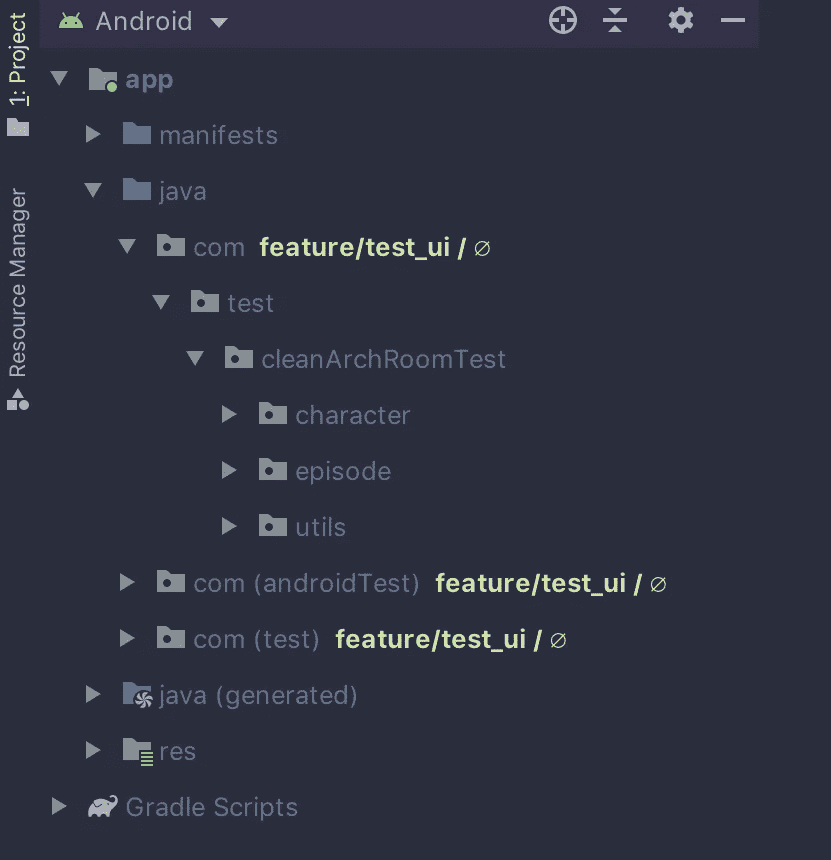 Android
1: Project
Resource Manager
app
manifests
java
com feature/test_ui / ∅
test
cleanArchRoomTest
character
episode
utils
com (androidTest) feature/test_ui / ∅
com (test) feature/test_ui / ∅
java (generated)
res
Gradle Scripts